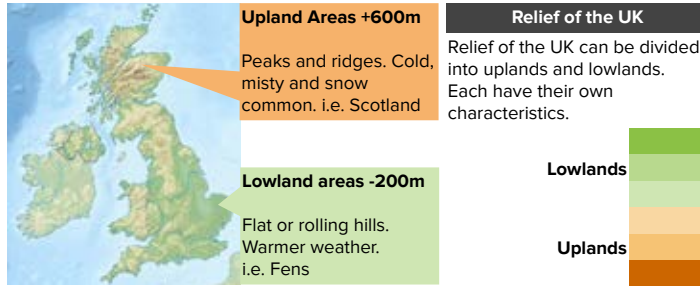 Upland Areas +600m
Peaks and ridges. Cold,
misty and snow
common. i.e. Scotland
Lowland areas -200m
Flat or rolling hills.
Warmer weather.
i.e. Fens
Relief of the UK
Relief of the UK can be divided
into uplands and lowlands.
Each have their own
characteristics.
Lowlands
Uplands